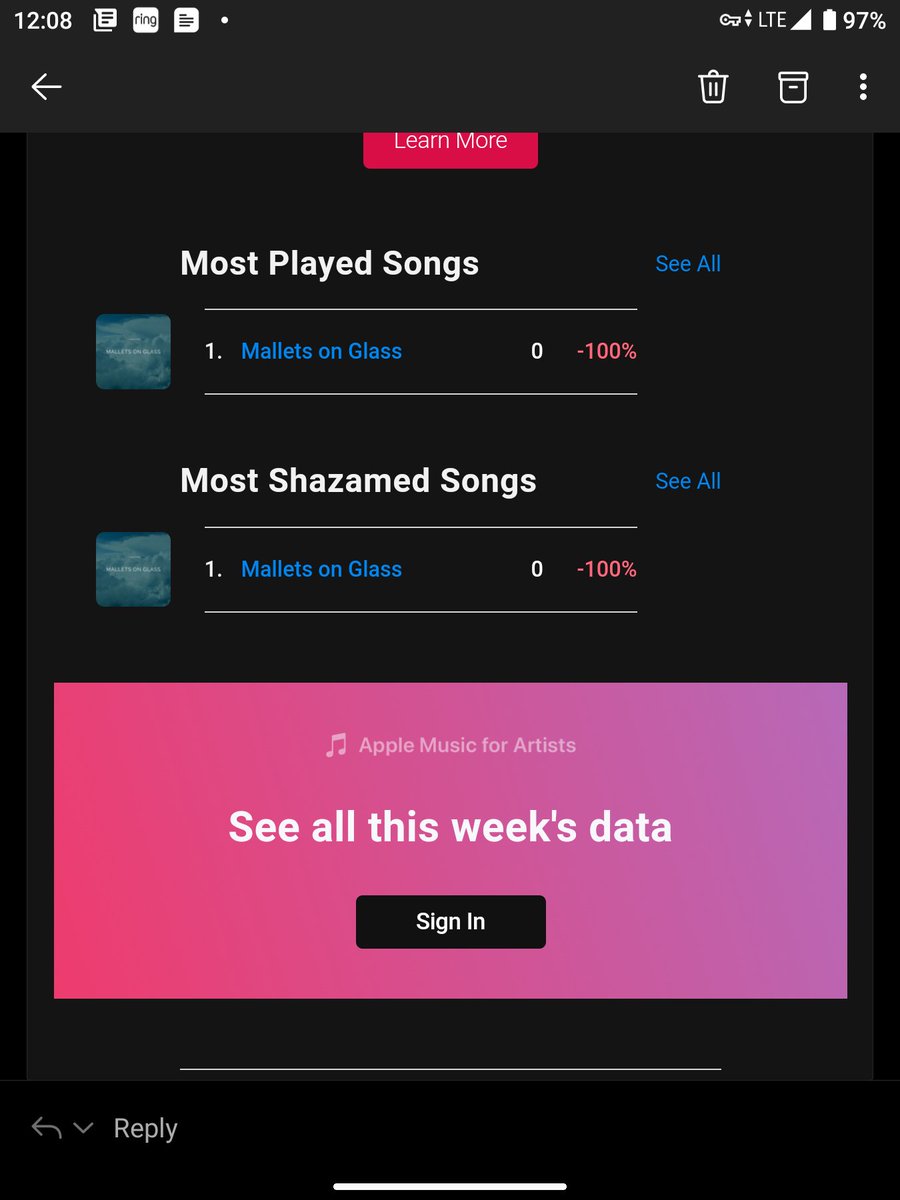 12:08 ring LTE 97%
Learn More
Most Played Songs See All
MALLETS ON GLASS
1. Mallets on Glass 0 -100%
Most Shazamed Songs See All
MALLETS ON GLASS
1. Mallets on Glass 0 -100%
Apple Music for Artists
See all this week's data
Sign In
Reply